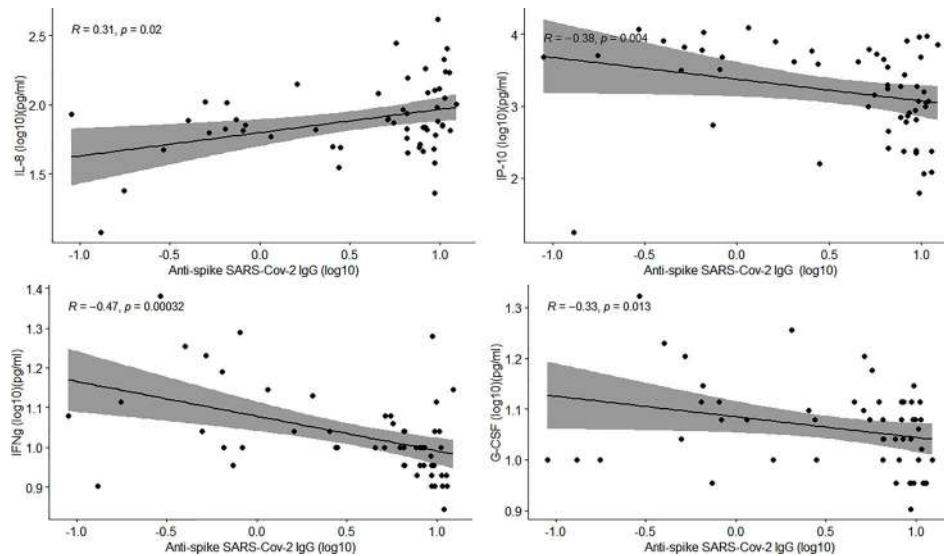 R = 0.31, p = 0.02
2.5
2.0
1.5
IL-8 (log10)(pg/ml)
-1.0 -0.5 0.0 0.5 1.0
Anti-spike SARS-Cov-2 IgG (log10)
R = −0.38, p = 0.004
4
3
2
IP-10 (log10)(pg/ml)
-1.0 -0.5 0.0 0.5 1.0
Anti-spike SARS-Cov-2 IgG (log10)
R = −0.47, p = 0.00032
1.4
1.3
1.2
1.1
1.0
0.9
IFNg (log10)(pg/ml)
-1.0 -0.5 0.0 0.5 1.0
Anti-spike SARS-Cov-2 IgG (log10)
R = −0.33, p = 0.013
1.3
1.2
1.1
1.0
0.9
G-CSF (log10)(pg/ml)
-1.0 -0.5 0.0 0.5 1.0
Anti-spike SARS-Cov-2 IgG (log10)